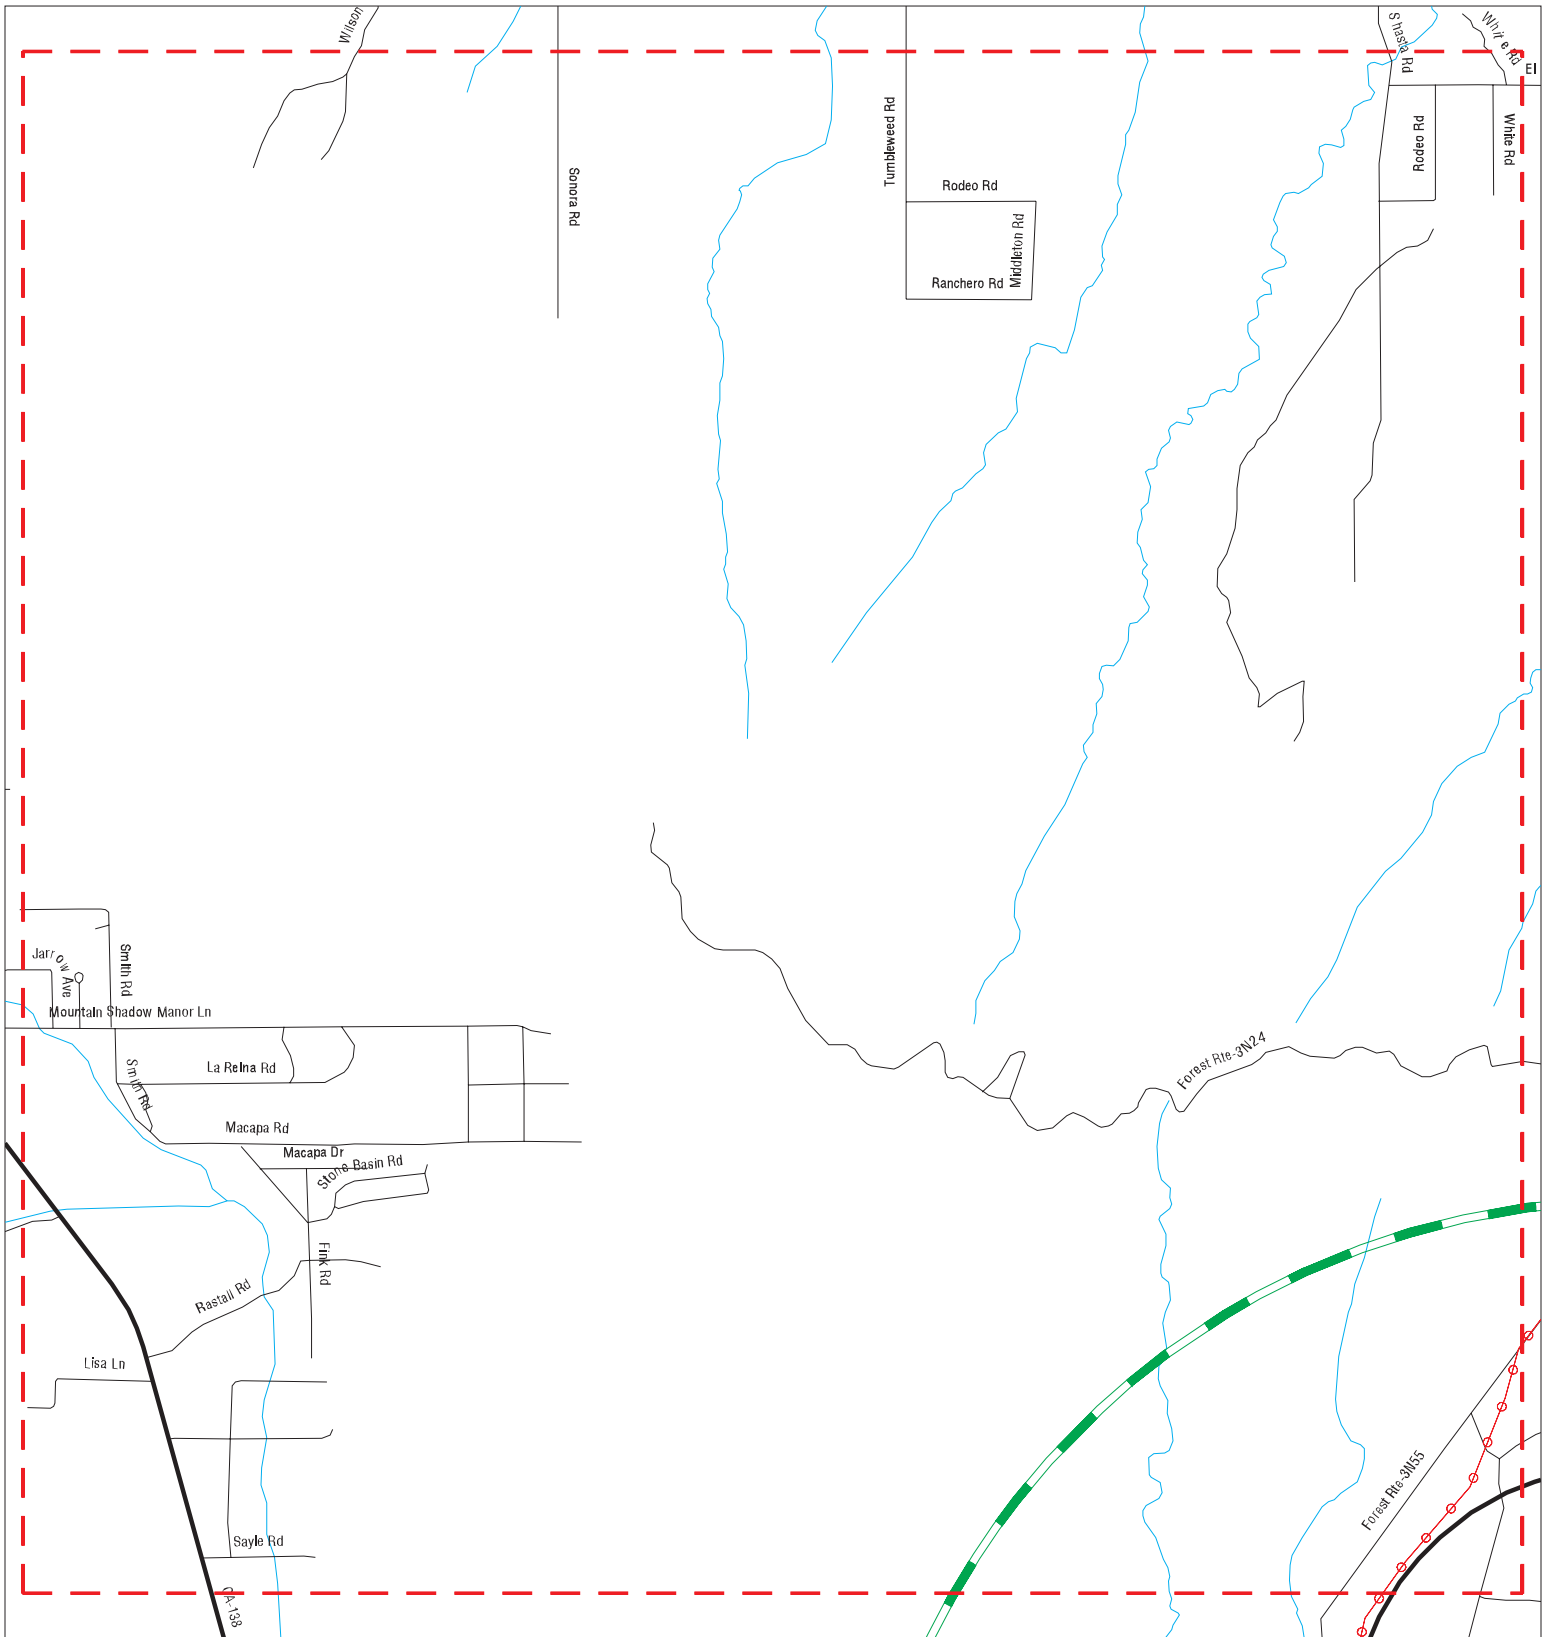 Wilson
Shasta Rd
White Rd
El
Tumbleweed Rd
Rodeo Rd
White Rd
Sonora Rd
Rodeo Rd
Middleton Rd
Ranchero Rd
Jarrow Ave
Smith Rd
Mountain Shadow Manor Ln
La Reina Rd
Smith Rd
Forest Rte-3N24
Macapa Rd
Macapa Dr
Stone Basin Rd
Fink Rd
Rastall Rd
Lisa Ln
Forest Rte-3N55
Sayle Rd
CA-138